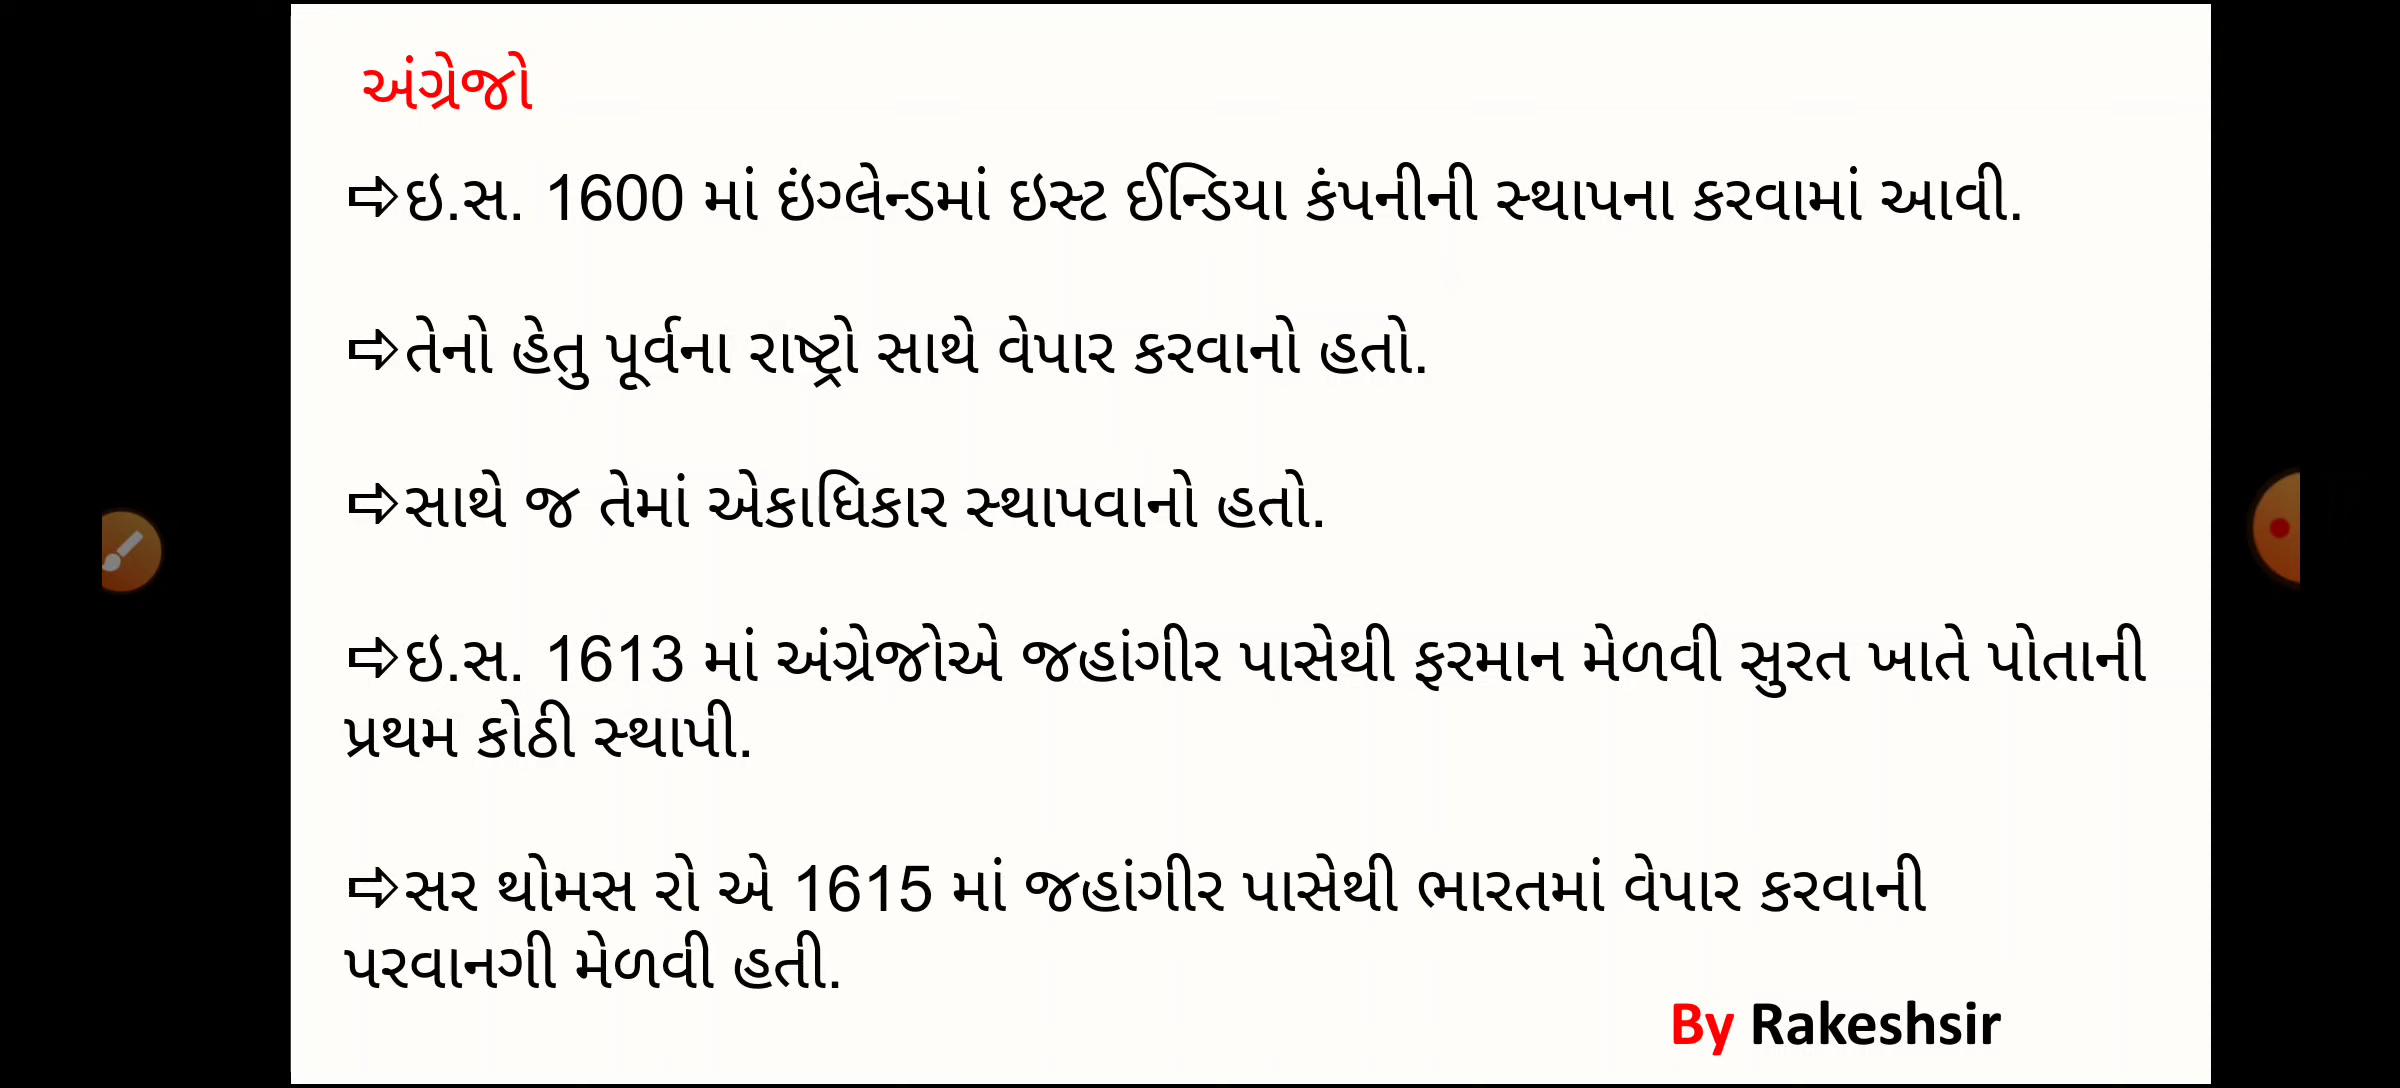 અંગ્રેજો
⇨ઇ.સ. 1600 માં ઇંગ્લેન્ડમાં ઇસ્ટ ઈન્ડિયા કંપનીની સ્થાપના કરવામાં આવી.
⇨તેનો હેતુ પૂર્વના રાષ્ટ્રો સાથે વેપાર કરવાનો હતો.
⇨સાથે જ તેમાં એકાધિકાર સ્થાપવાનો હતો.
⇨ઇ.સ. 1613 માં અંગ્રેજોએ જહાંગીર પાસેથી ફરમાન મેળવી સુરત ખાતે પોતાની
પ્રથમ કોઠી સ્થાપી.
⇨સર થોમસ રો એ 1615 માં જહાંગીર પાસેથી ભારતમાં વેપાર કરવાની
પરવાનગી મેળવી હતી.
By Rakeshsir